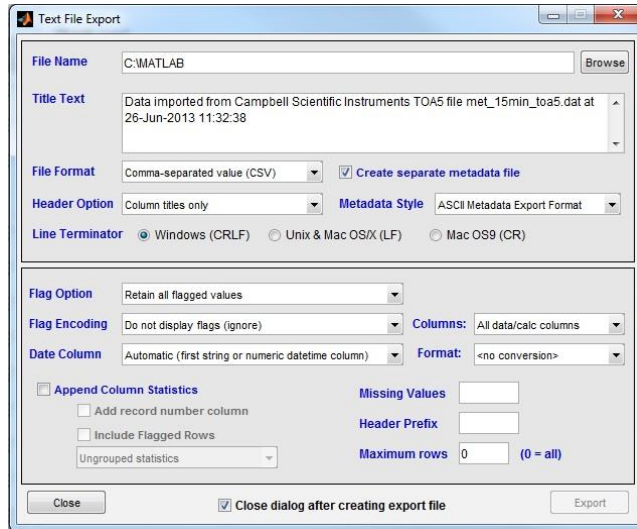 Text File Export
File Name C:\MATLAB Browse
Title Text Data imported from Campbell Scientific Instruments TOA5 file met_15min_toa5.dat at
26-Jun-2013 11:32:38
File Format Comma-separated value (CSV) Create separate metadata file
Header Option Column titles only Metadata Style ASCII Metadata Export Format
Line Terminator Windows (CRLF) Unix & Mac OS/X (LF) Mac OS9 (CR)
Flag Option Retain all flagged values
Flag Encoding Do not display flags (ignore) Columns: All data/calc columns
Date Column Automatic (first string or numeric datetime column) Format: <no conversion>
Append Column Statistics Missing Values
Add record number column
Header Prefix
Include Flagged Rows
Ungrouped statistics Maximum rows 0 (0 = all)
Close Close dialog after creating export file Export